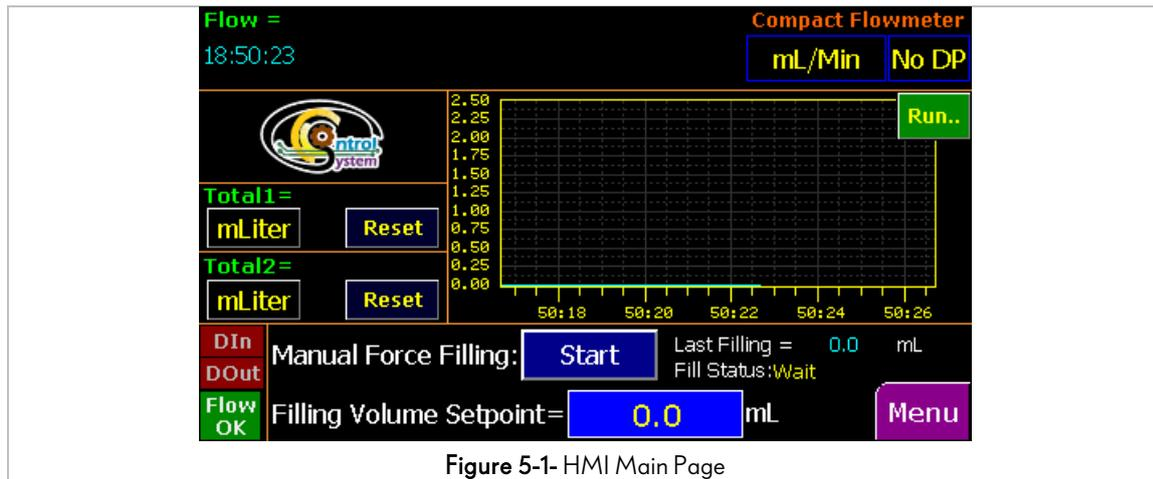 Flow =
Compact Flowmeter
18:50:23
mL/Min
No DP
Control
System
2.50
2.25
2.00
1.75
1.50
1.25
1.00
0.75
0.50
0.25
0.00
Run..
50:18 50:20 50:22 50:24 50:26
Total1=
mLiter
Reset
Total2=
mLiter
Reset
DIn
DOut
Flow
OK
Manual Force Filling: Start
Last Filling = 0.0 mL
Fill Status:Wait
Filling Volume Setpoint= 0.0 mL
Menu
Figure 5-1- HMI Main Page